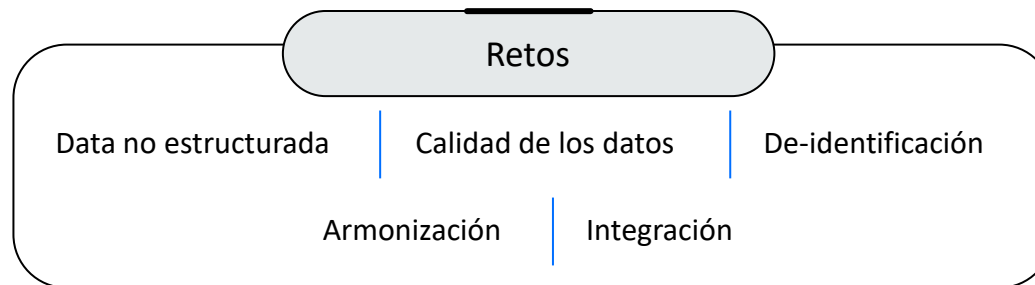 Retos
Data no estructurada Calidad de los datos De-identificación
Armonización Integración